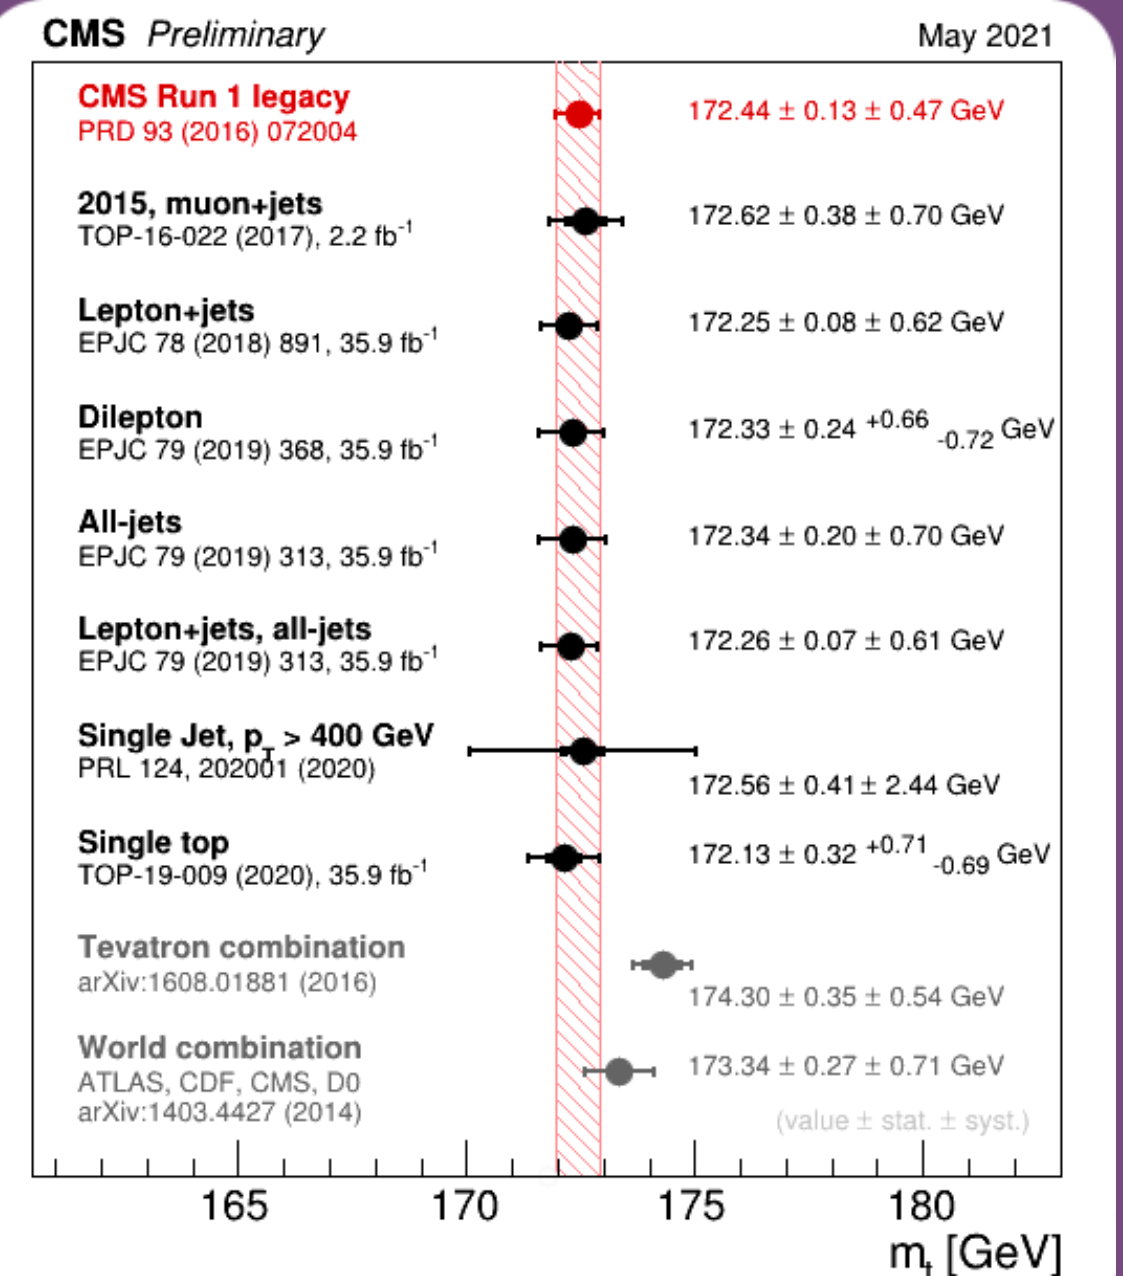 CMS Preliminary May 2021
CMS Run 1 legacy
PRD 93 (2016) 072004
172.44 ± 0.13 ± 0.47 GeV
2015, muon+jets
TOP-16-022 (2017), 2.2 fb⁻¹
172.62 ± 0.38 ± 0.70 GeV
Lepton+jets
EPJC 78 (2018) 891, 35.9 fb⁻¹
172.25 ± 0.08 ± 0.62 GeV
Dilepton
EPJC 79 (2019) 368, 35.9 fb⁻¹
172.33 ± 0.24 +0.66 -0.72 GeV
All-jets
EPJC 79 (2019) 313, 35.9 fb⁻¹
172.34 ± 0.20 ± 0.70 GeV
Lepton+jets, all-jets
EPJC 79 (2019) 313, 35.9 fb⁻¹
172.26 ± 0.07 ± 0.61 GeV
Single Jet, p_T > 400 GeV
PRL 124, 202001 (2020)
172.56 ± 0.41 ± 2.44 GeV
Single top
TOP-19-009 (2020), 35.9 fb⁻¹
172.13 ± 0.32 +0.71 -0.69 GeV
Tevatron combination
arXiv:1608.01881 (2016)
174.30 ± 0.35 ± 0.54 GeV
World combination
ATLAS, CDF, CMS, D0
arXiv:1403.4427 (2014)
173.34 ± 0.27 ± 0.71 GeV
(value ± stat. ± syst.)
165 170 175 180
m_t [GeV]